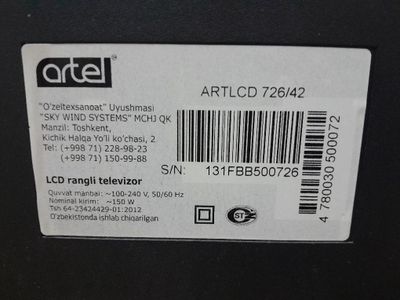 artel
ARTLCD 726/42
"O'zeltexsanoat" Uyushmasi
"SKY WIND SYSTEMS" MCHJ QK
Manzil: Toshkent,
Kichik Halqa Yo'li ko'chasi, 2
Tel: (+998 71) 228-98-23
(+998 71) 150-99-88
S/N: 131FBB500726
LCD rangli televizor
Quvvat manbai: ~100-240 V, 50/60 Hz
Nominal kirim: ~150 W
Tsh 64-23424429-01:2012
O'zbekistonda ishlab chiqarilgan
4 780030 500072